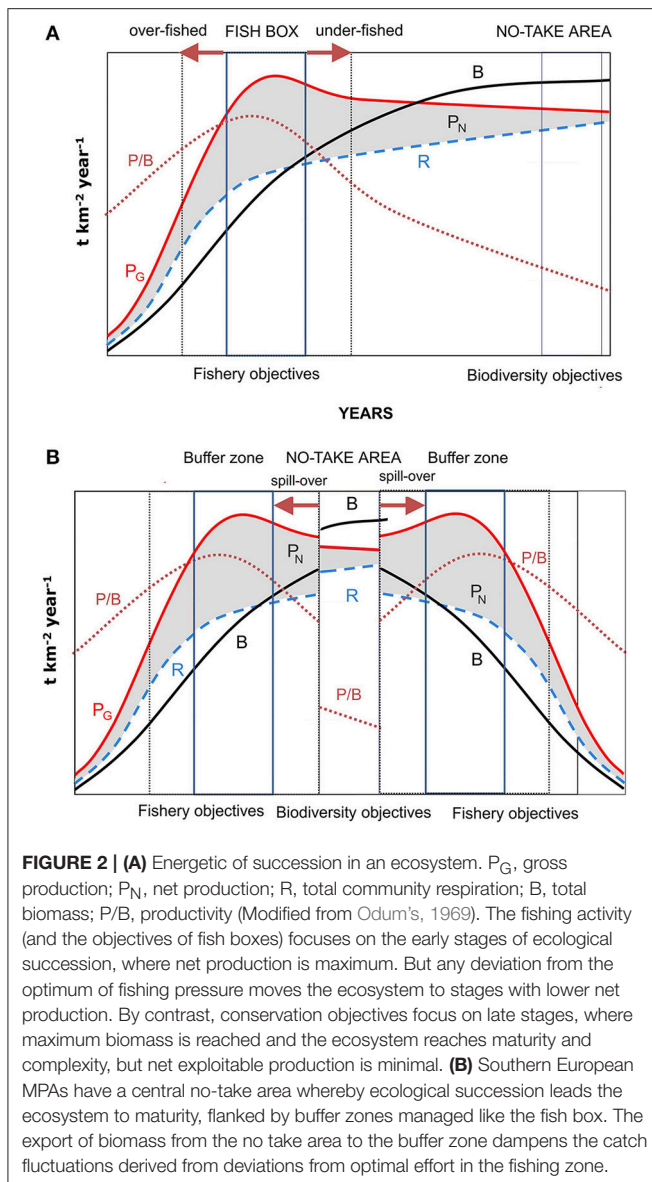 A
over-fished FISH BOX under-fished NO-TAKE AREA
B
P/B
P_N
R
P_G
t km⁻² year⁻¹
Fishery objectives Biodiversity objectives
YEARS
B
Buffer zone NO-TAKE AREA Buffer zone
spill-over spill-over
B
P/B P_N P_N P/B
R
R B B
P/B
P_G
t km⁻² year⁻¹
Fishery objectives Biodiversity objectives Fishery objectives
FIGURE 2 | (A) Energetic of succession in an ecosystem. P_G, gross
production; P_N, net production; R, total community respiration; B, total
biomass; P/B, productivity (Modified from Odum's, 1969). The fishing activity
(and the objectives of fish boxes) focuses on the early stages of ecological
succession, where net production is maximum. But any deviation from the
optimum of fishing pressure moves the ecosystem to stages with lower net
production. By contrast, conservation objectives focus on late stages, where
maximum biomass is reached and the ecosystem reaches maturity and
complexity, but net exploitable production is minimal. (B) Southern European
MPAs have a central no-take area whereby ecological succession leads the
ecosystem to maturity, flanked by buffer zones managed like the fish box. The
export of biomass from the no take area to the buffer zone dampens the catch
fluctuations derived from deviations from optimal effort in the fishing zone.